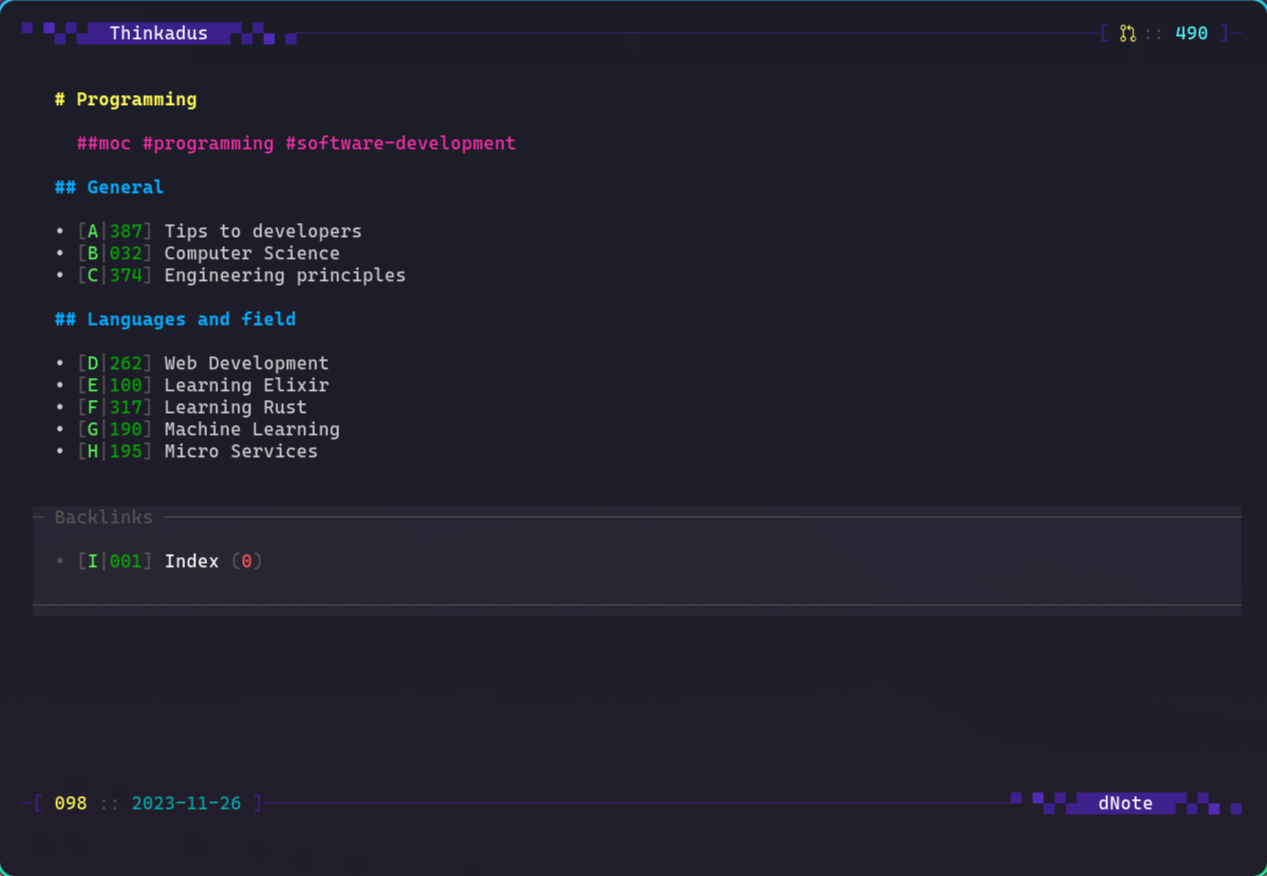 Thinkadus [ :: 490 ]
# Programming
##moc #programming #software-development
## General
• [A|387] Tips to developers
• [B|032] Computer Science
• [C|374] Engineering principles
## Languages and field
• [D|262] Web Development
• [E|100] Learning Elixir
• [F|317] Learning Rust
• [G|190] Machine Learning
• [H|195] Micro Services
Backlinks
• [I|001] Index (0)
[ 098 :: 2023-11-26 ] dNote